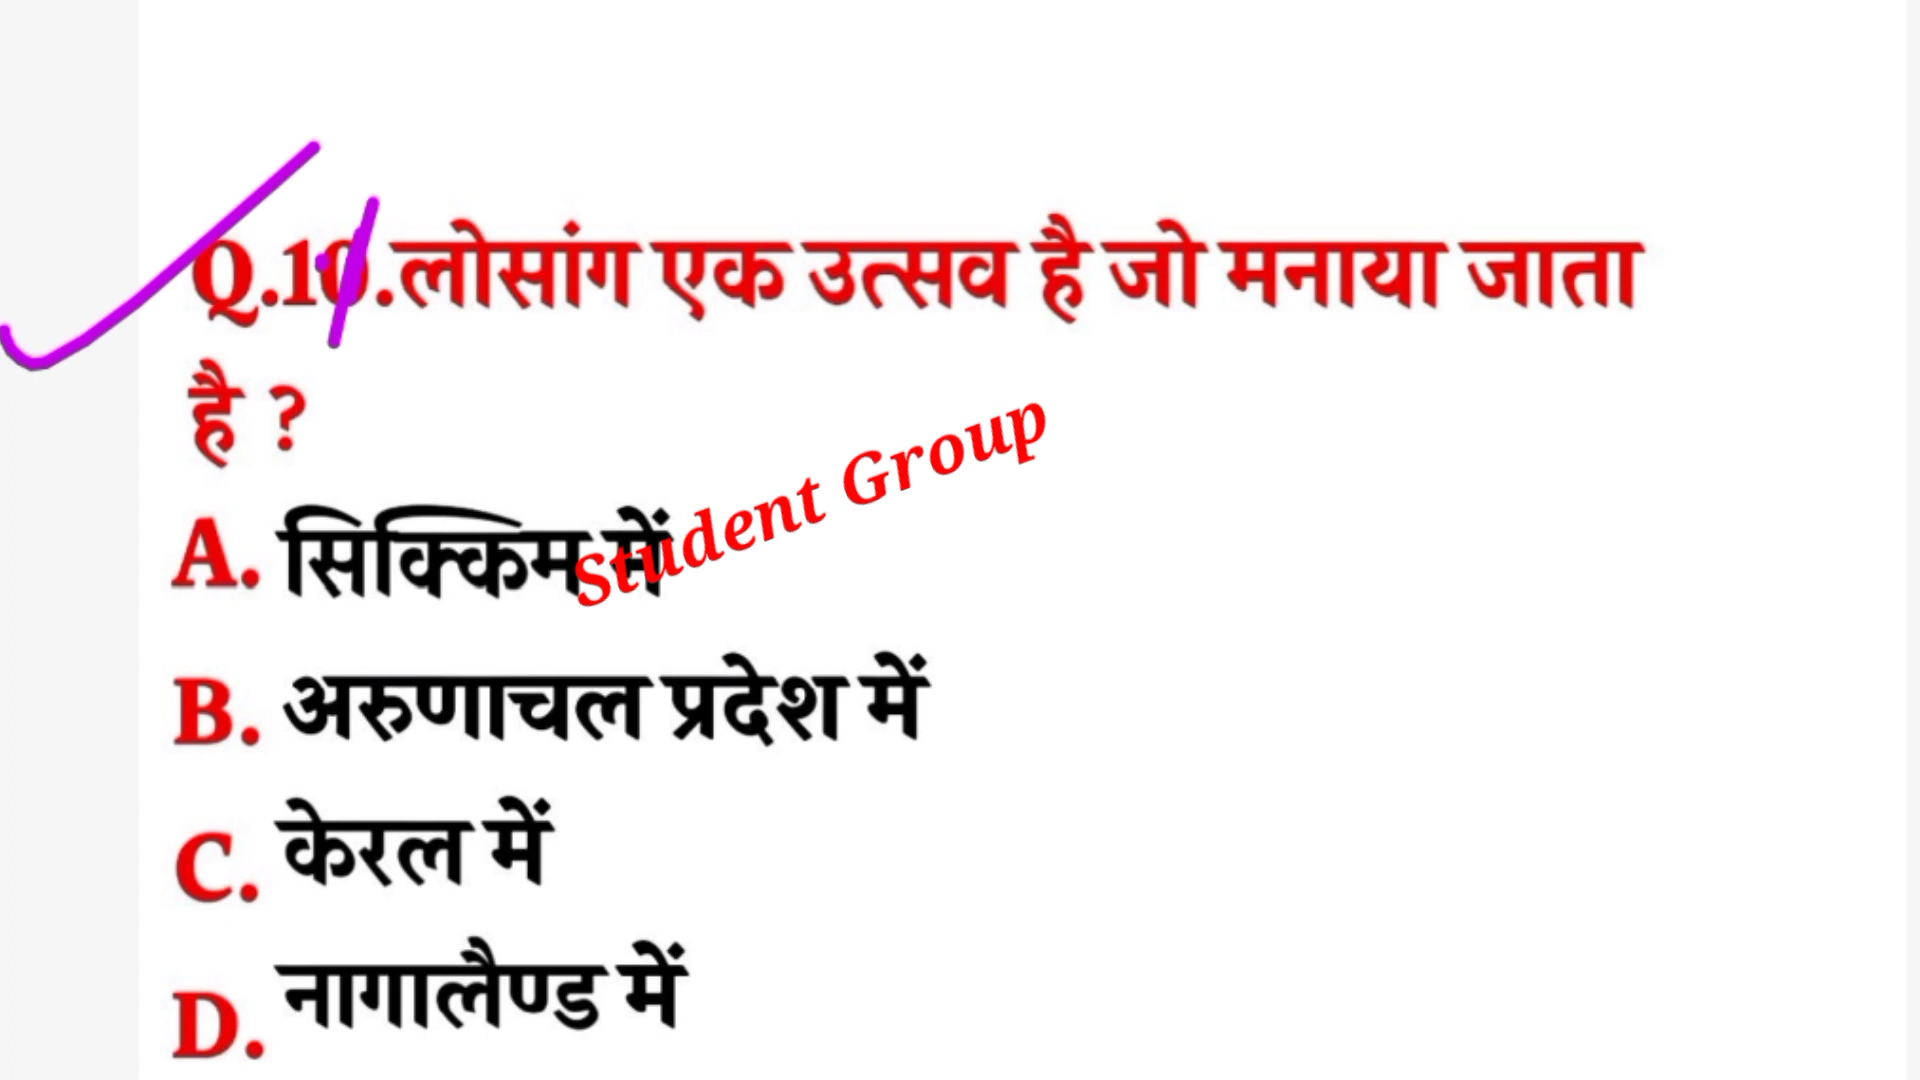 Q.10.लोसांग एक उत्सव है जो मनाया जाता
है ?
A. सिक्किम में
Student Group
B. अरुणाचल प्रदेश में
C. केरल में
D. नागालैण्ड में